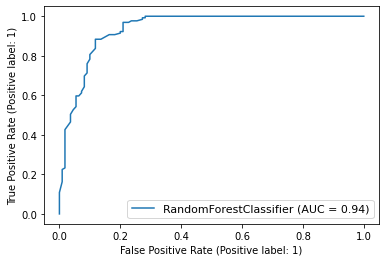 True Positive Rate (Positive label: 1)
1.0
0.8
0.6
0.4
0.2
0.0
RandomForestClassifier (AUC = 0.94)
0.0 0.2 0.4 0.6 0.8 1.0
False Positive Rate (Positive label: 1)